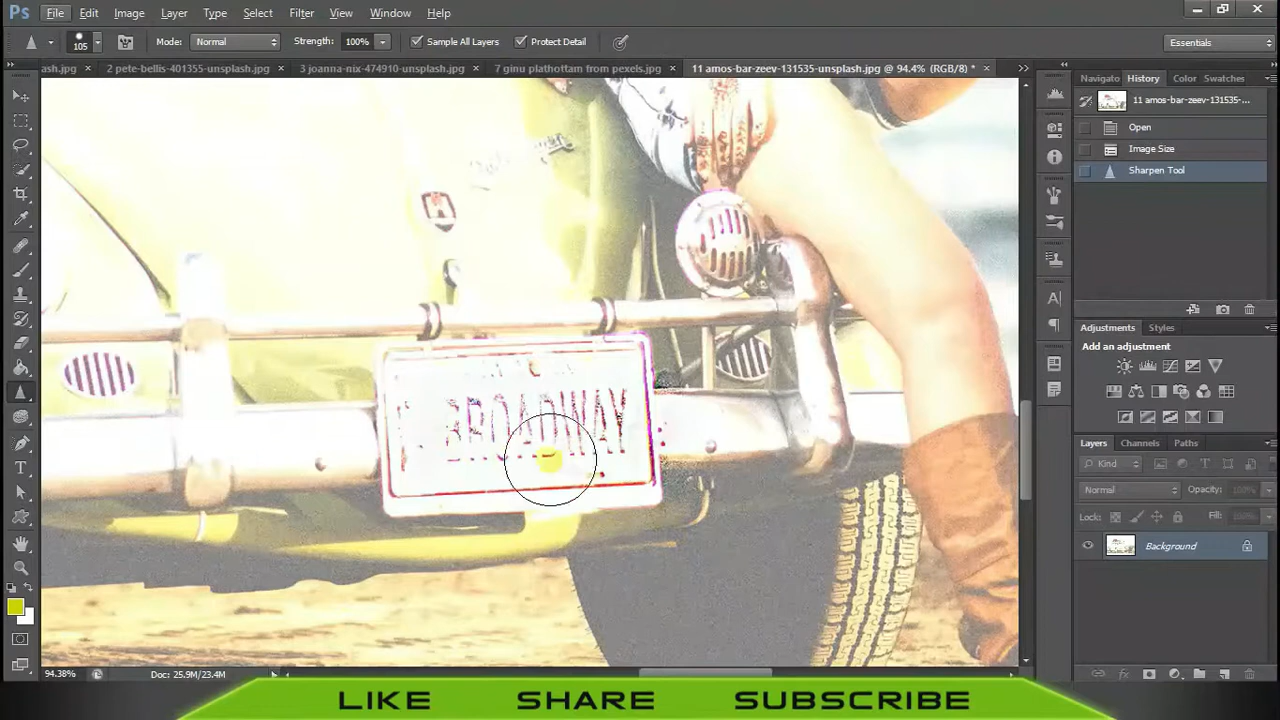 Ps File Edit Image Layer Type Select Filter View Window Help
105 Mode: Normal Strength: 100% Sample All Layers Protect Detail Essentials
ash.jpg × 2 pete-bellis-401355-unsplash.jpg × 3 joanna-nix-474910-unsplash.jpg × 7 ginu plathottam from pexels.jpg × 11 amos-bar-zeev-131535-unsplash.jpg @ 94.4% (RGB/8) * ×
Navigato History Color Swatches
11 amos-bar-zeev-131535-...
Open
Image Size
Sharpen Tool
Adjustments Styles
Add an adjustment
BROADWAY
Layers Channels Paths
Kind
Normal Opacity: 100%
Lock: Fill: 100%
Background
94.38% Doc: 25.9M/23.4M
LIKE SHARE SUBSCRIBE